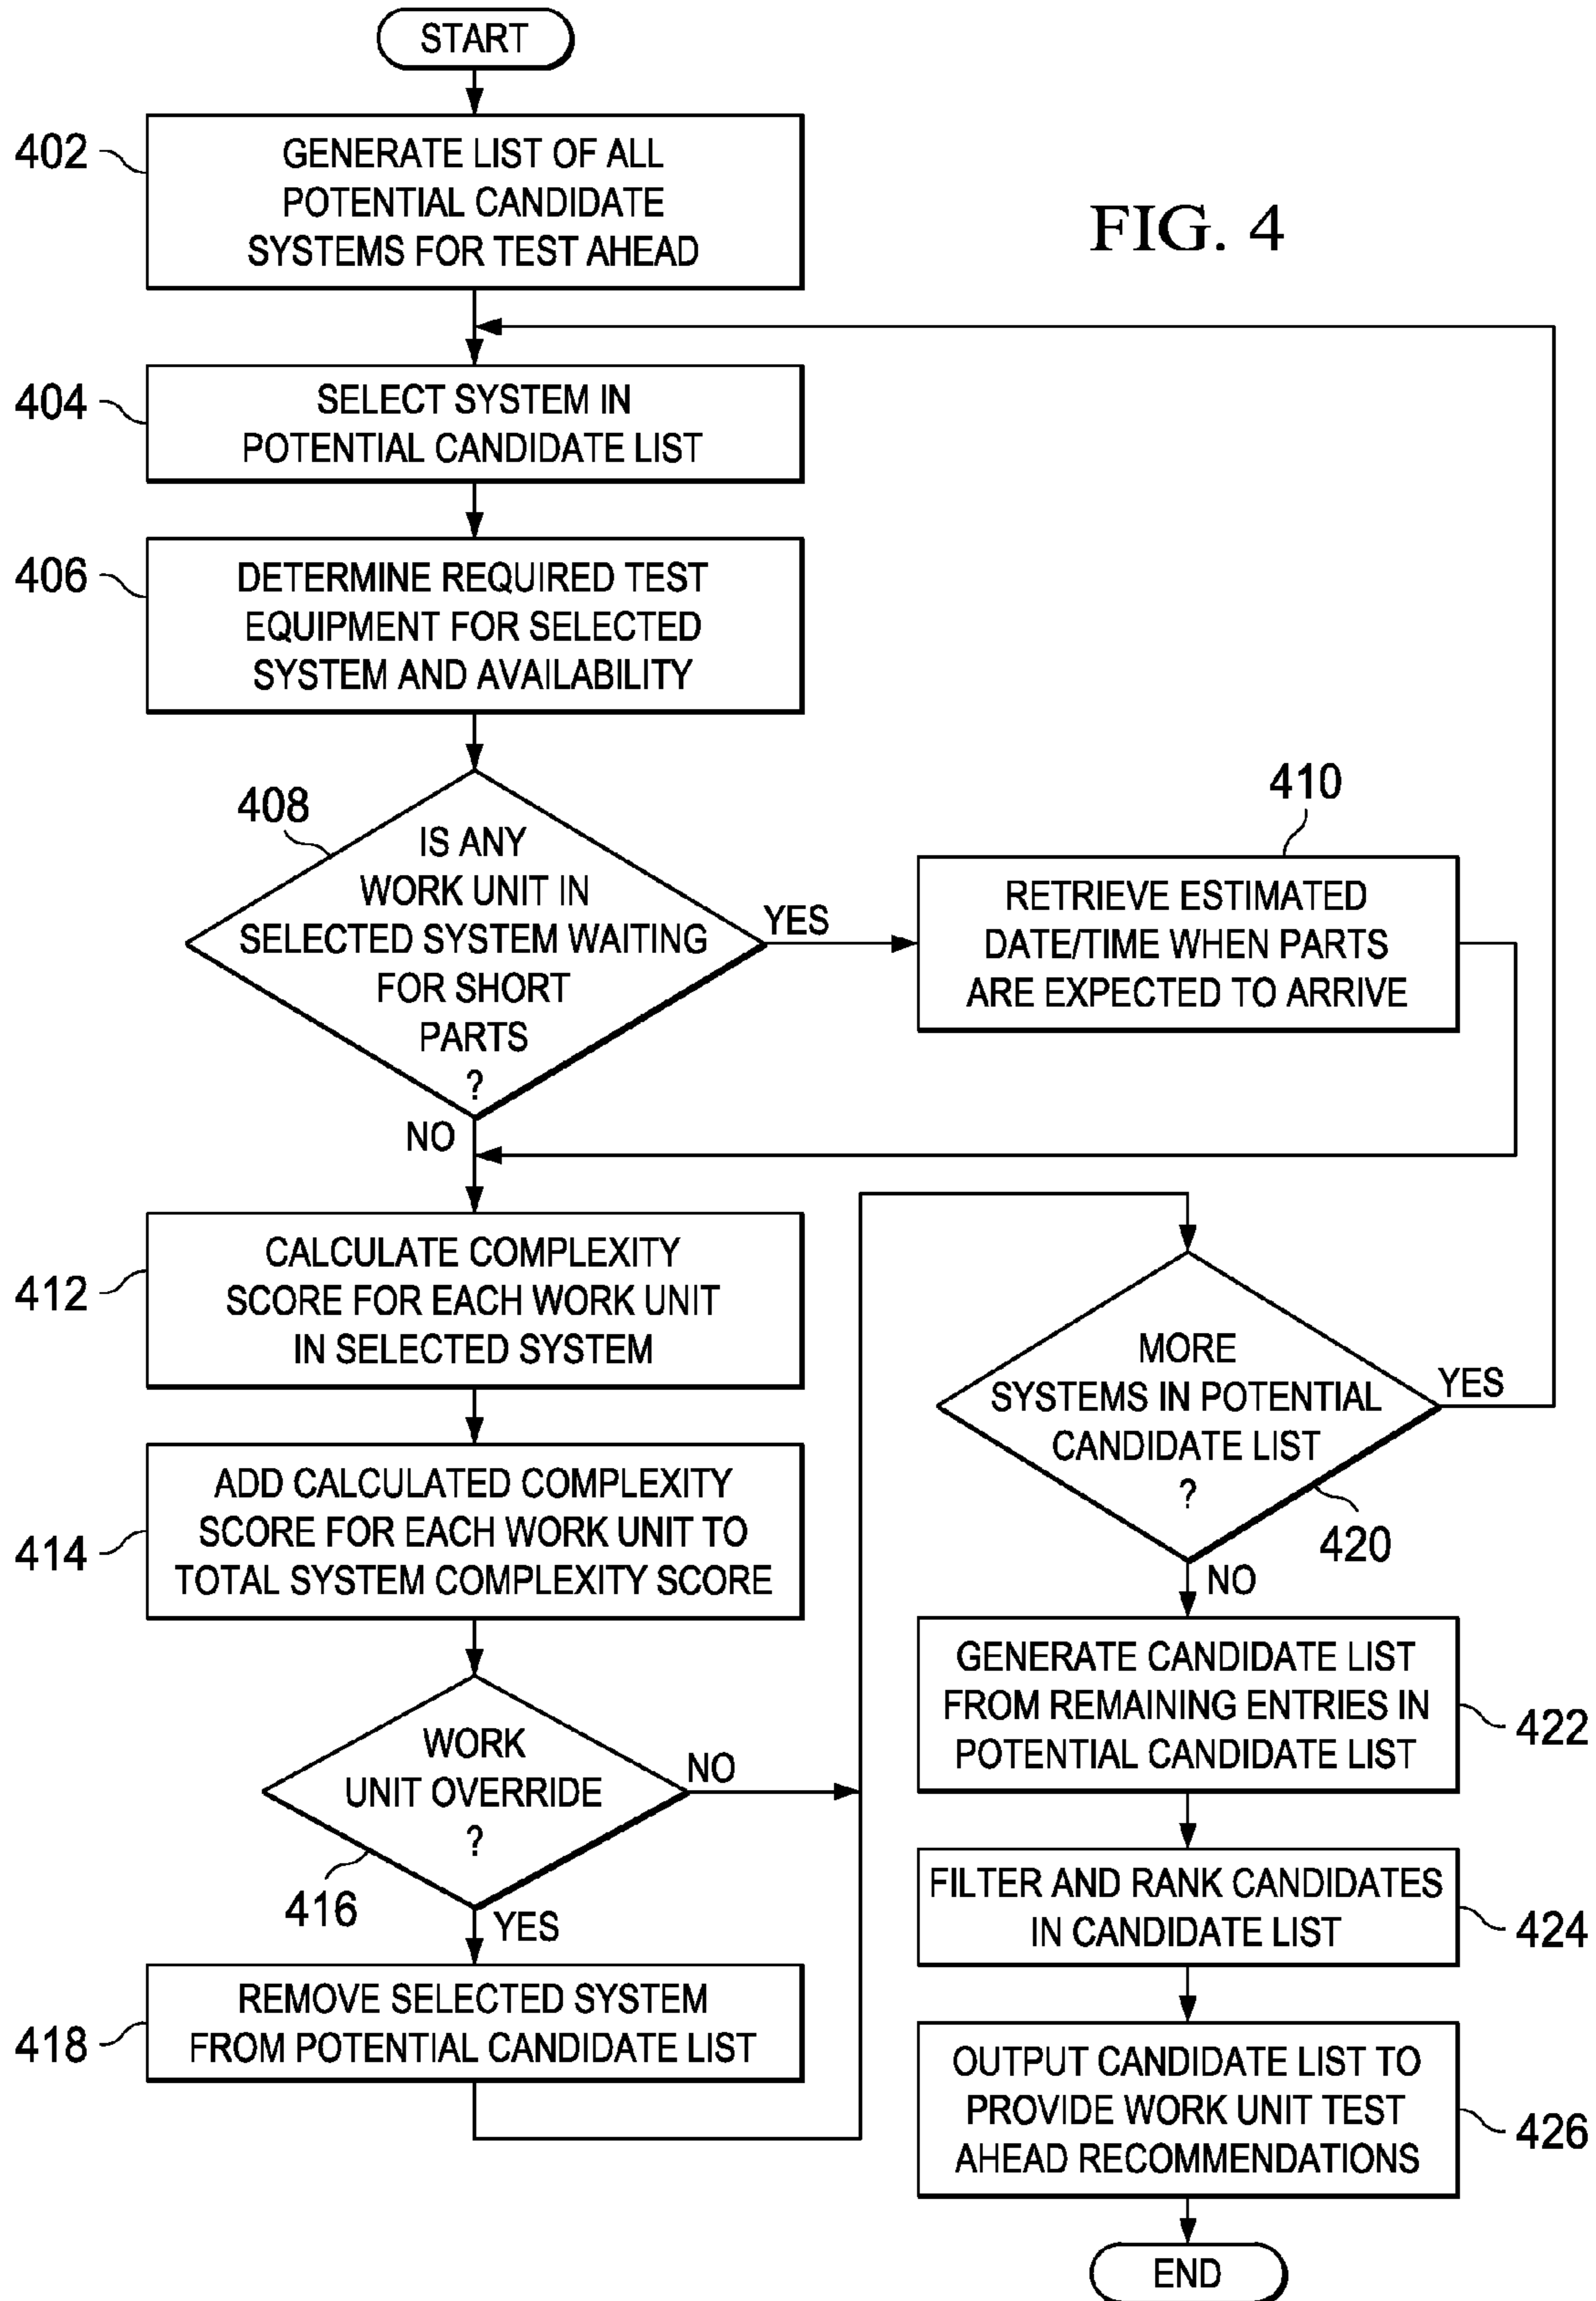 START
402
GENERATE LIST OF ALL
POTENTIAL CANDIDATE
SYSTEMS FOR TEST AHEAD
FIG. 4
404
SELECT SYSTEM IN
POTENTIAL CANDIDATE LIST
406
DETERMINE REQUIRED TEST
EQUIPMENT FOR SELECTED
SYSTEM AND AVAILABILITY
408
IS ANY
WORK UNIT IN
SELECTED SYSTEM WAITING
FOR SHORT
PARTS
?
YES
NO
410
RETRIEVE ESTIMATED
DATE/TIME WHEN PARTS
ARE EXPECTED TO ARRIVE
412
CALCULATE COMPLEXITY
SCORE FOR EACH WORK UNIT
IN SELECTED SYSTEM
414
ADD CALCULATED COMPLEXITY
SCORE FOR EACH WORK UNIT TO
TOTAL SYSTEM COMPLEXITY SCORE
WORK
UNIT OVERRIDE
?
NO
416
YES
418
REMOVE SELECTED SYSTEM
FROM POTENTIAL CANDIDATE LIST
MORE
SYSTEMS IN POTENTIAL
CANDIDATE LIST
?
YES
420
NO
GENERATE CANDIDATE LIST
FROM REMAINING ENTRIES IN
POTENTIAL CANDIDATE LIST
422
FILTER AND RANK CANDIDATES
IN CANDIDATE LIST
424
OUTPUT CANDIDATE LIST TO
PROVIDE WORK UNIT TEST
AHEAD RECOMMENDATIONS
426
END